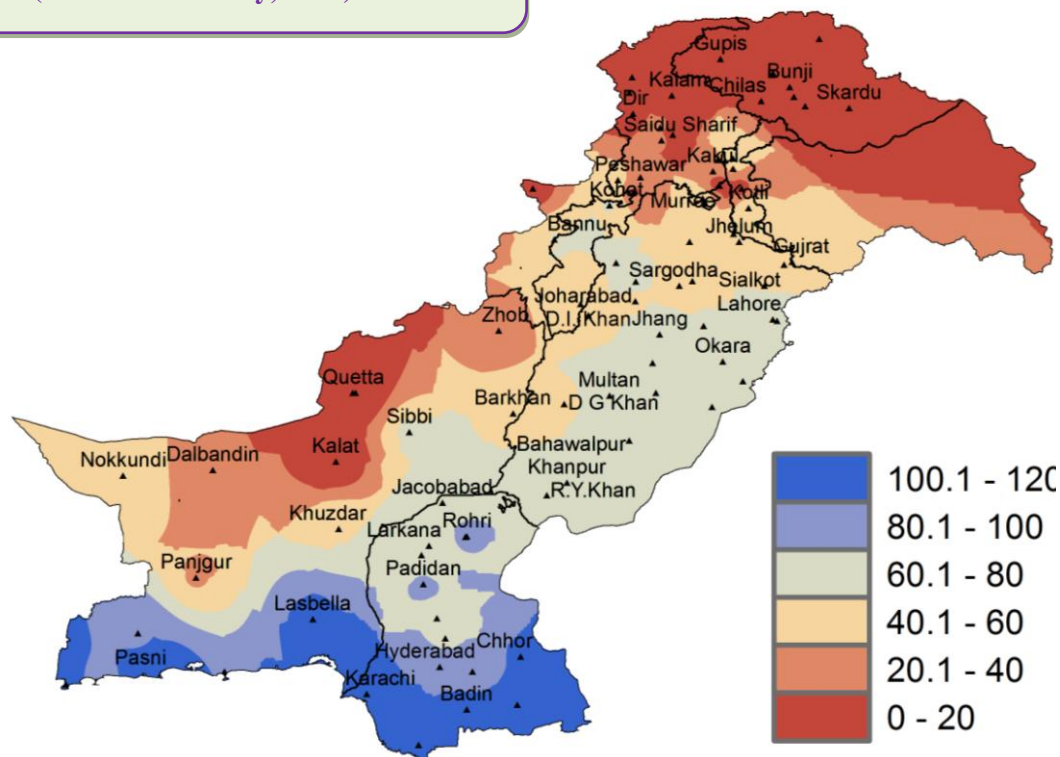 Gupis
Bunji
Kalam
Chilas
Skardu
Dir
Saidu Sharif
Kakul
Peshawar
Kohat
Murree
Kotli
Bannu
Jhelum
Gujrat
Sargodha
Sialkot
Joharabad
Lahore
Zhob
D.I. Khan
Jhang
Okara
Quetta
Multan
Barkhan
D G Khan
Sibbi
Bahawalpur
Kalat
Nokkundi
Dalbandin
Khanpur
R.Y.Khan
Jacobabad
Khuzdar
Larkana
Rohri
Panjgur
Padidan
Lasbella
Chhor
Hyderabad
Pasni
Karachi
Badin
100.1 - 120
80.1 - 100
60.1 - 80
40.1 - 60
20.1 - 40
0 - 20